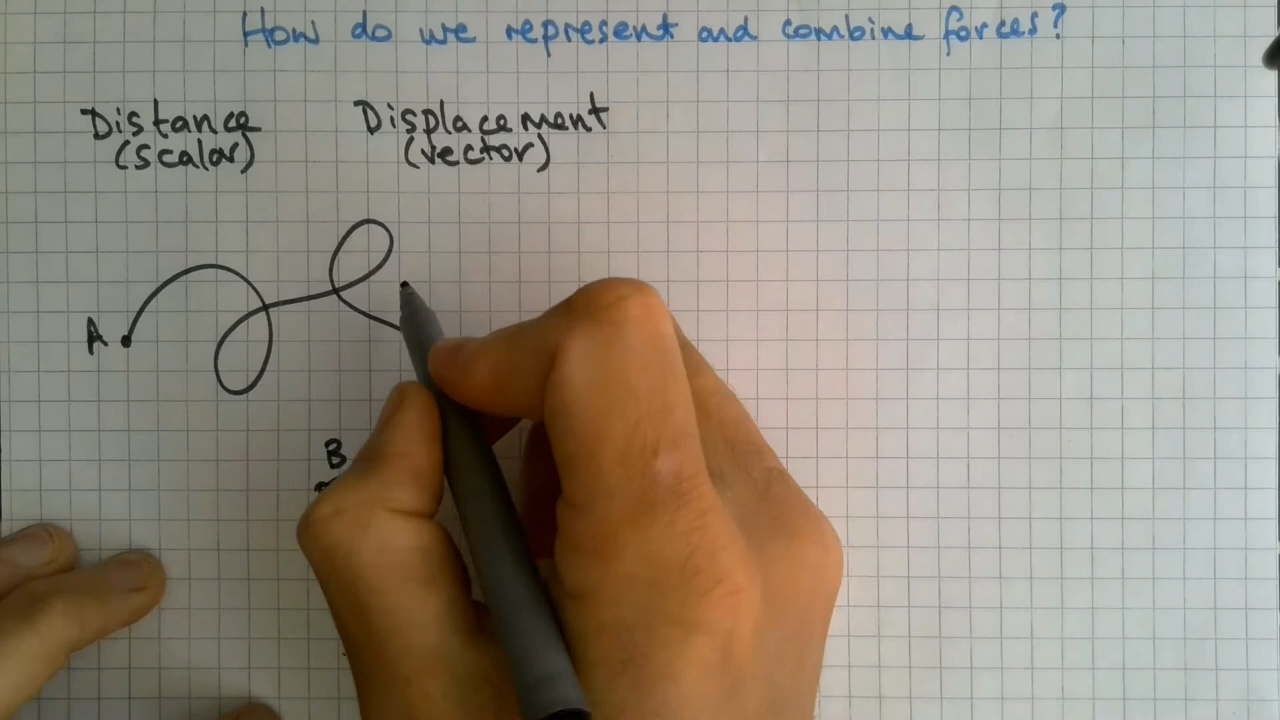 How do we represent and combine forces?
Distance Displacement
(scalar) (vector)
A
B